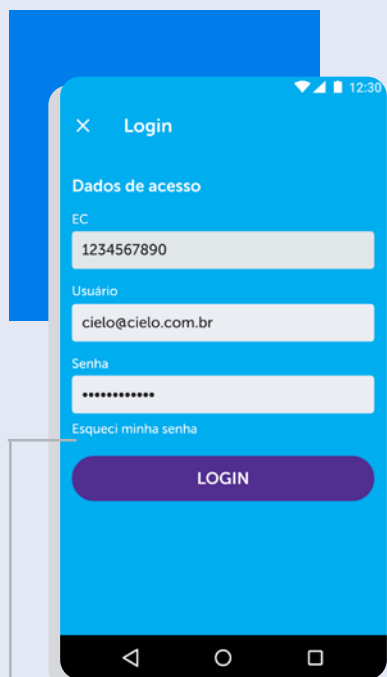 12:30
Login
Dados de acesso
EC
1234567890
Usuário
cielo@cielo.com.br
Senha
••••••••••••
Esqueci minha senha
LOGIN